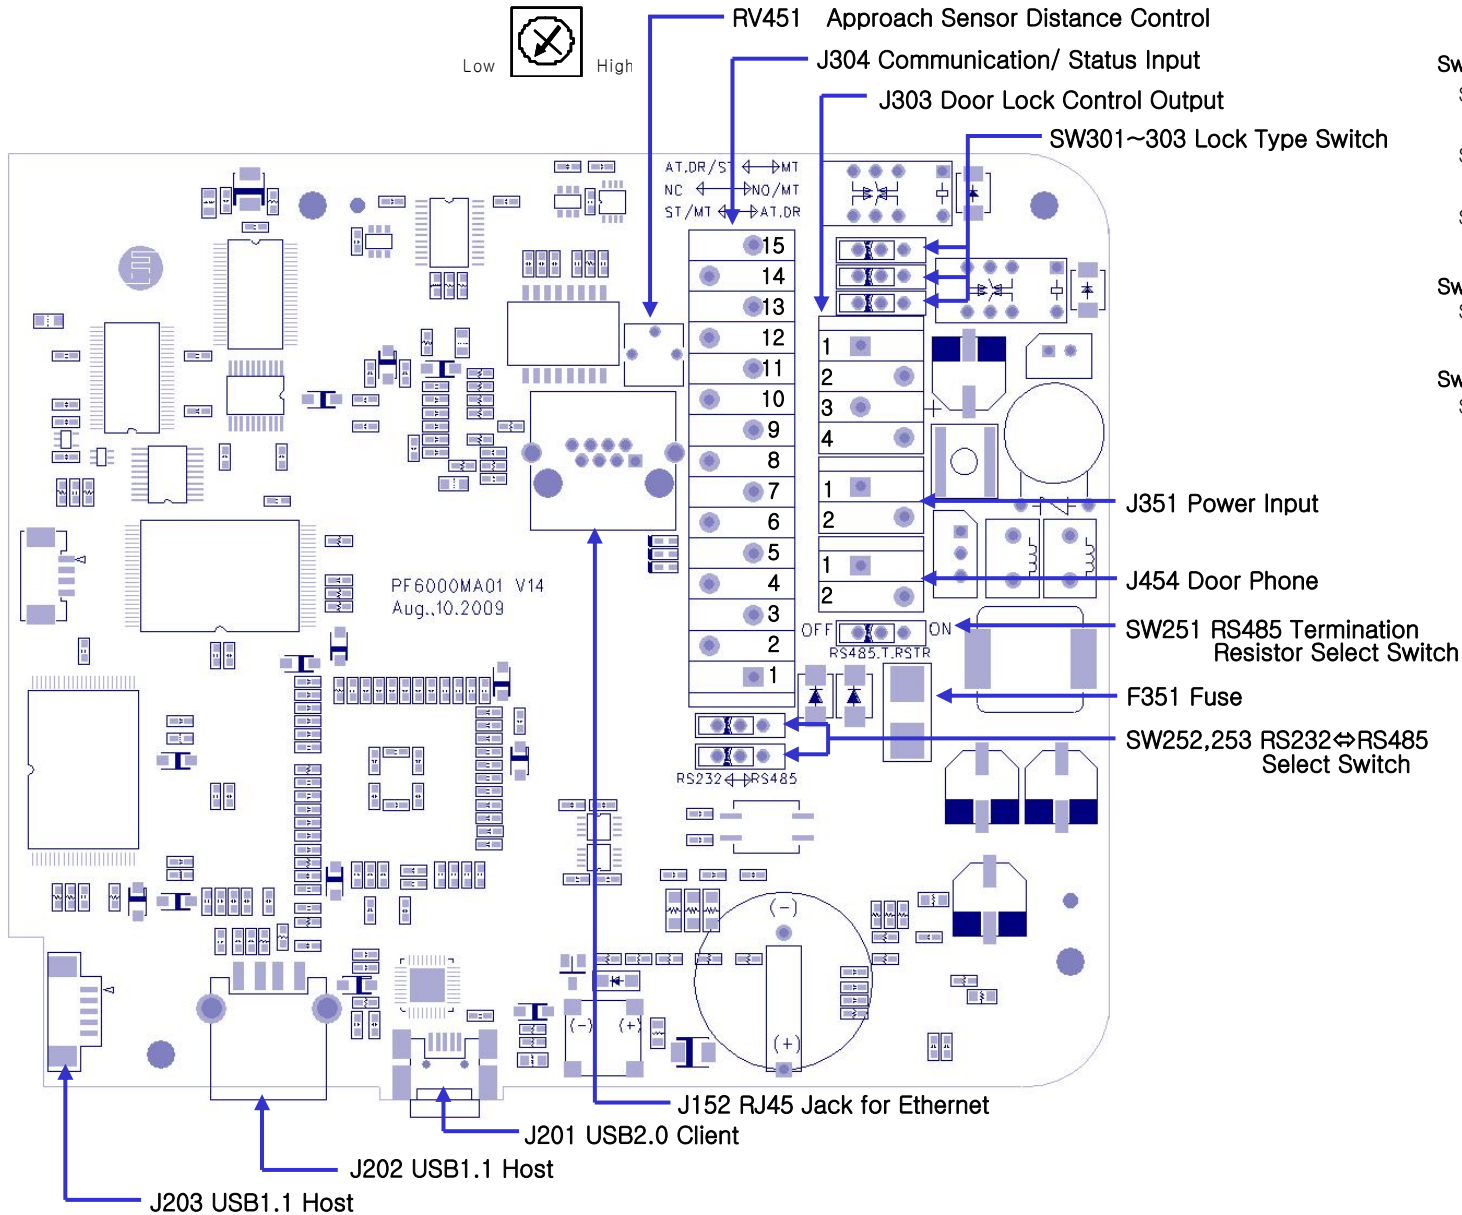 RV451 Approach Sensor Distance Control
Low High
J304 Communication/ Status Input
J303 Door Lock Control Output
SW301~303 Lock Type Switch
AT.DR/ST MT
NC NO/MT
ST/MT AT.DR
15
14
13
12
11
10
9
8
7
6
5
4
3
2
1
1
2
3
4
+
1
2
J351 Power Input
1
2
J454 Door Phone
PF6000MA01 V14
Aug.,10.2009
OFF ON
RS485.T.RSTR
SW251 RS485 Termination
Resistor Select Switch
F351 Fuse
SW252,253 RS232⇔RS485
Select Switch
RS232 RS485
(-)
(+)
(-) (+)
J152 RJ45 Jack for Ethernet
J201 USB2.0 Client
J202 USB1.1 Host
J203 USB1.1 Host
Sw
S
S
S
Sw
S
Sw
S